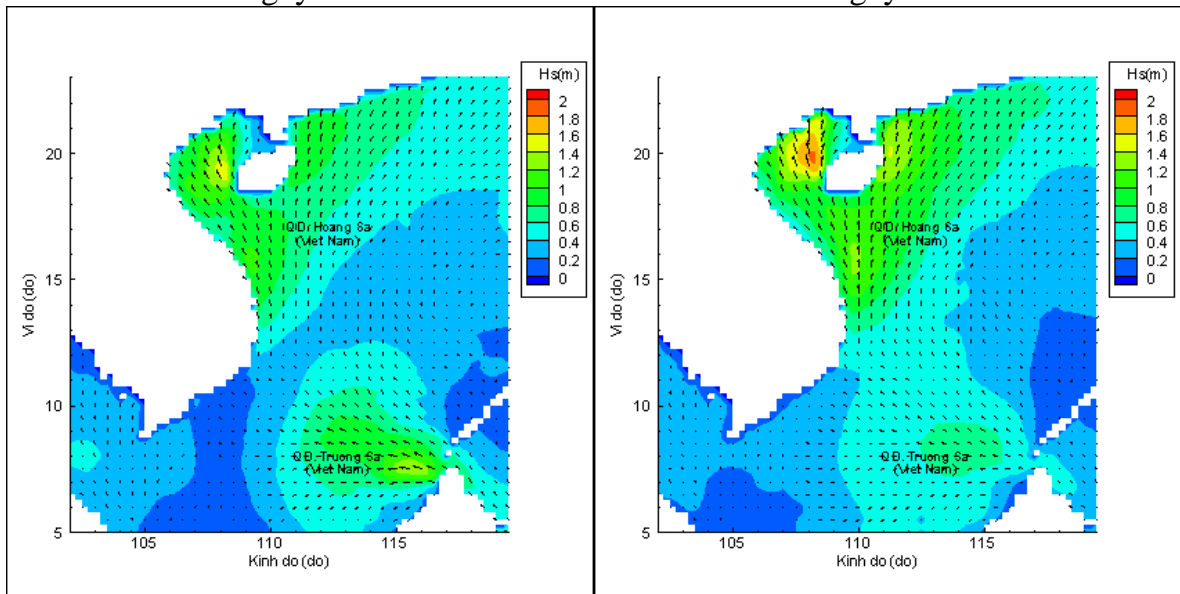 Hs(m)
2
1.8
1.6
1.4
1.2
1
0.8
0.6
0.4
0.2
0
20
15
10
5
Vi do (do)
QĐ. Hoang Sa
(Viet Nam)
QĐ. Truong Sa
(Viet Nam)
105
110
115
Kinh do (do)
Hs(m)
2
1.8
1.6
1.4
1.2
1
0.8
0.6
0.4
0.2
0
20
15
10
5
Vi do (do)
QĐ. Hoang Sa
(Viet Nam)
QĐ. Truong Sa
(Viet Nam)
105
110
115
Kinh do (do)